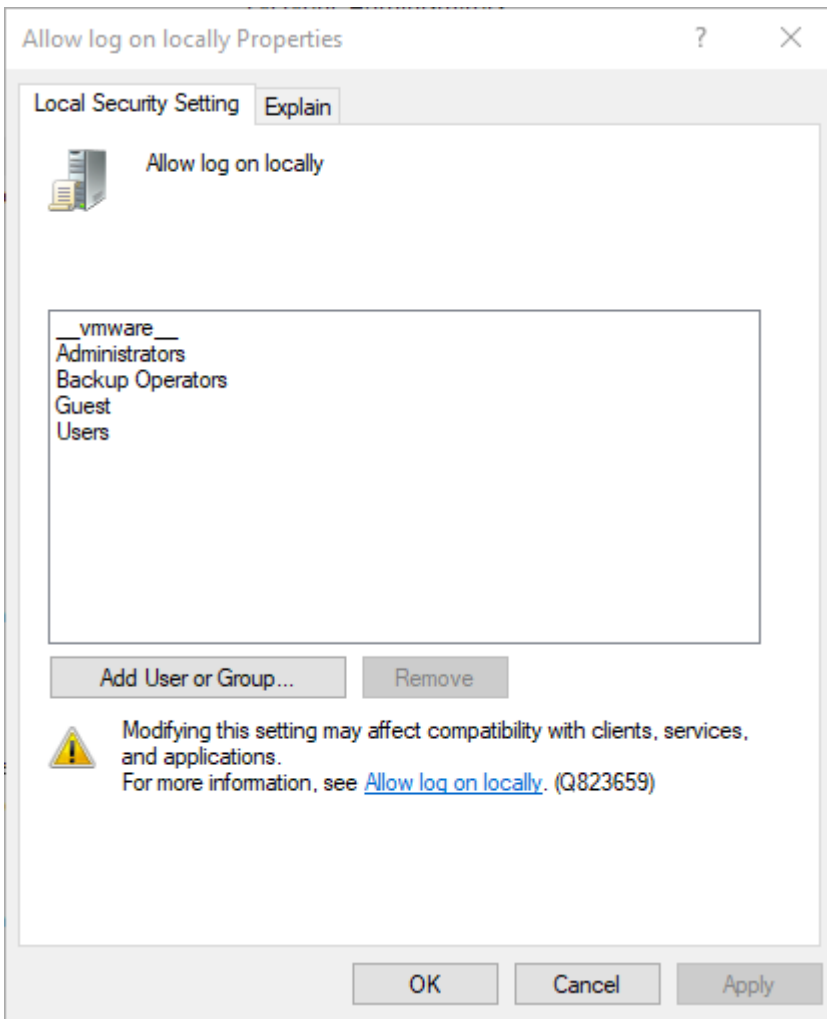 Allow log on locally Properties
Local Security Setting
Explain
Allow log on locally
__vmware__
Administrators
Backup Operators
Guest
Users
Add User or Group...
Remove
Modifying this setting may affect compatibility with clients, services,
and applications.
For more information, see Allow log on locally. (Q823659)
OK
Cancel
Apply